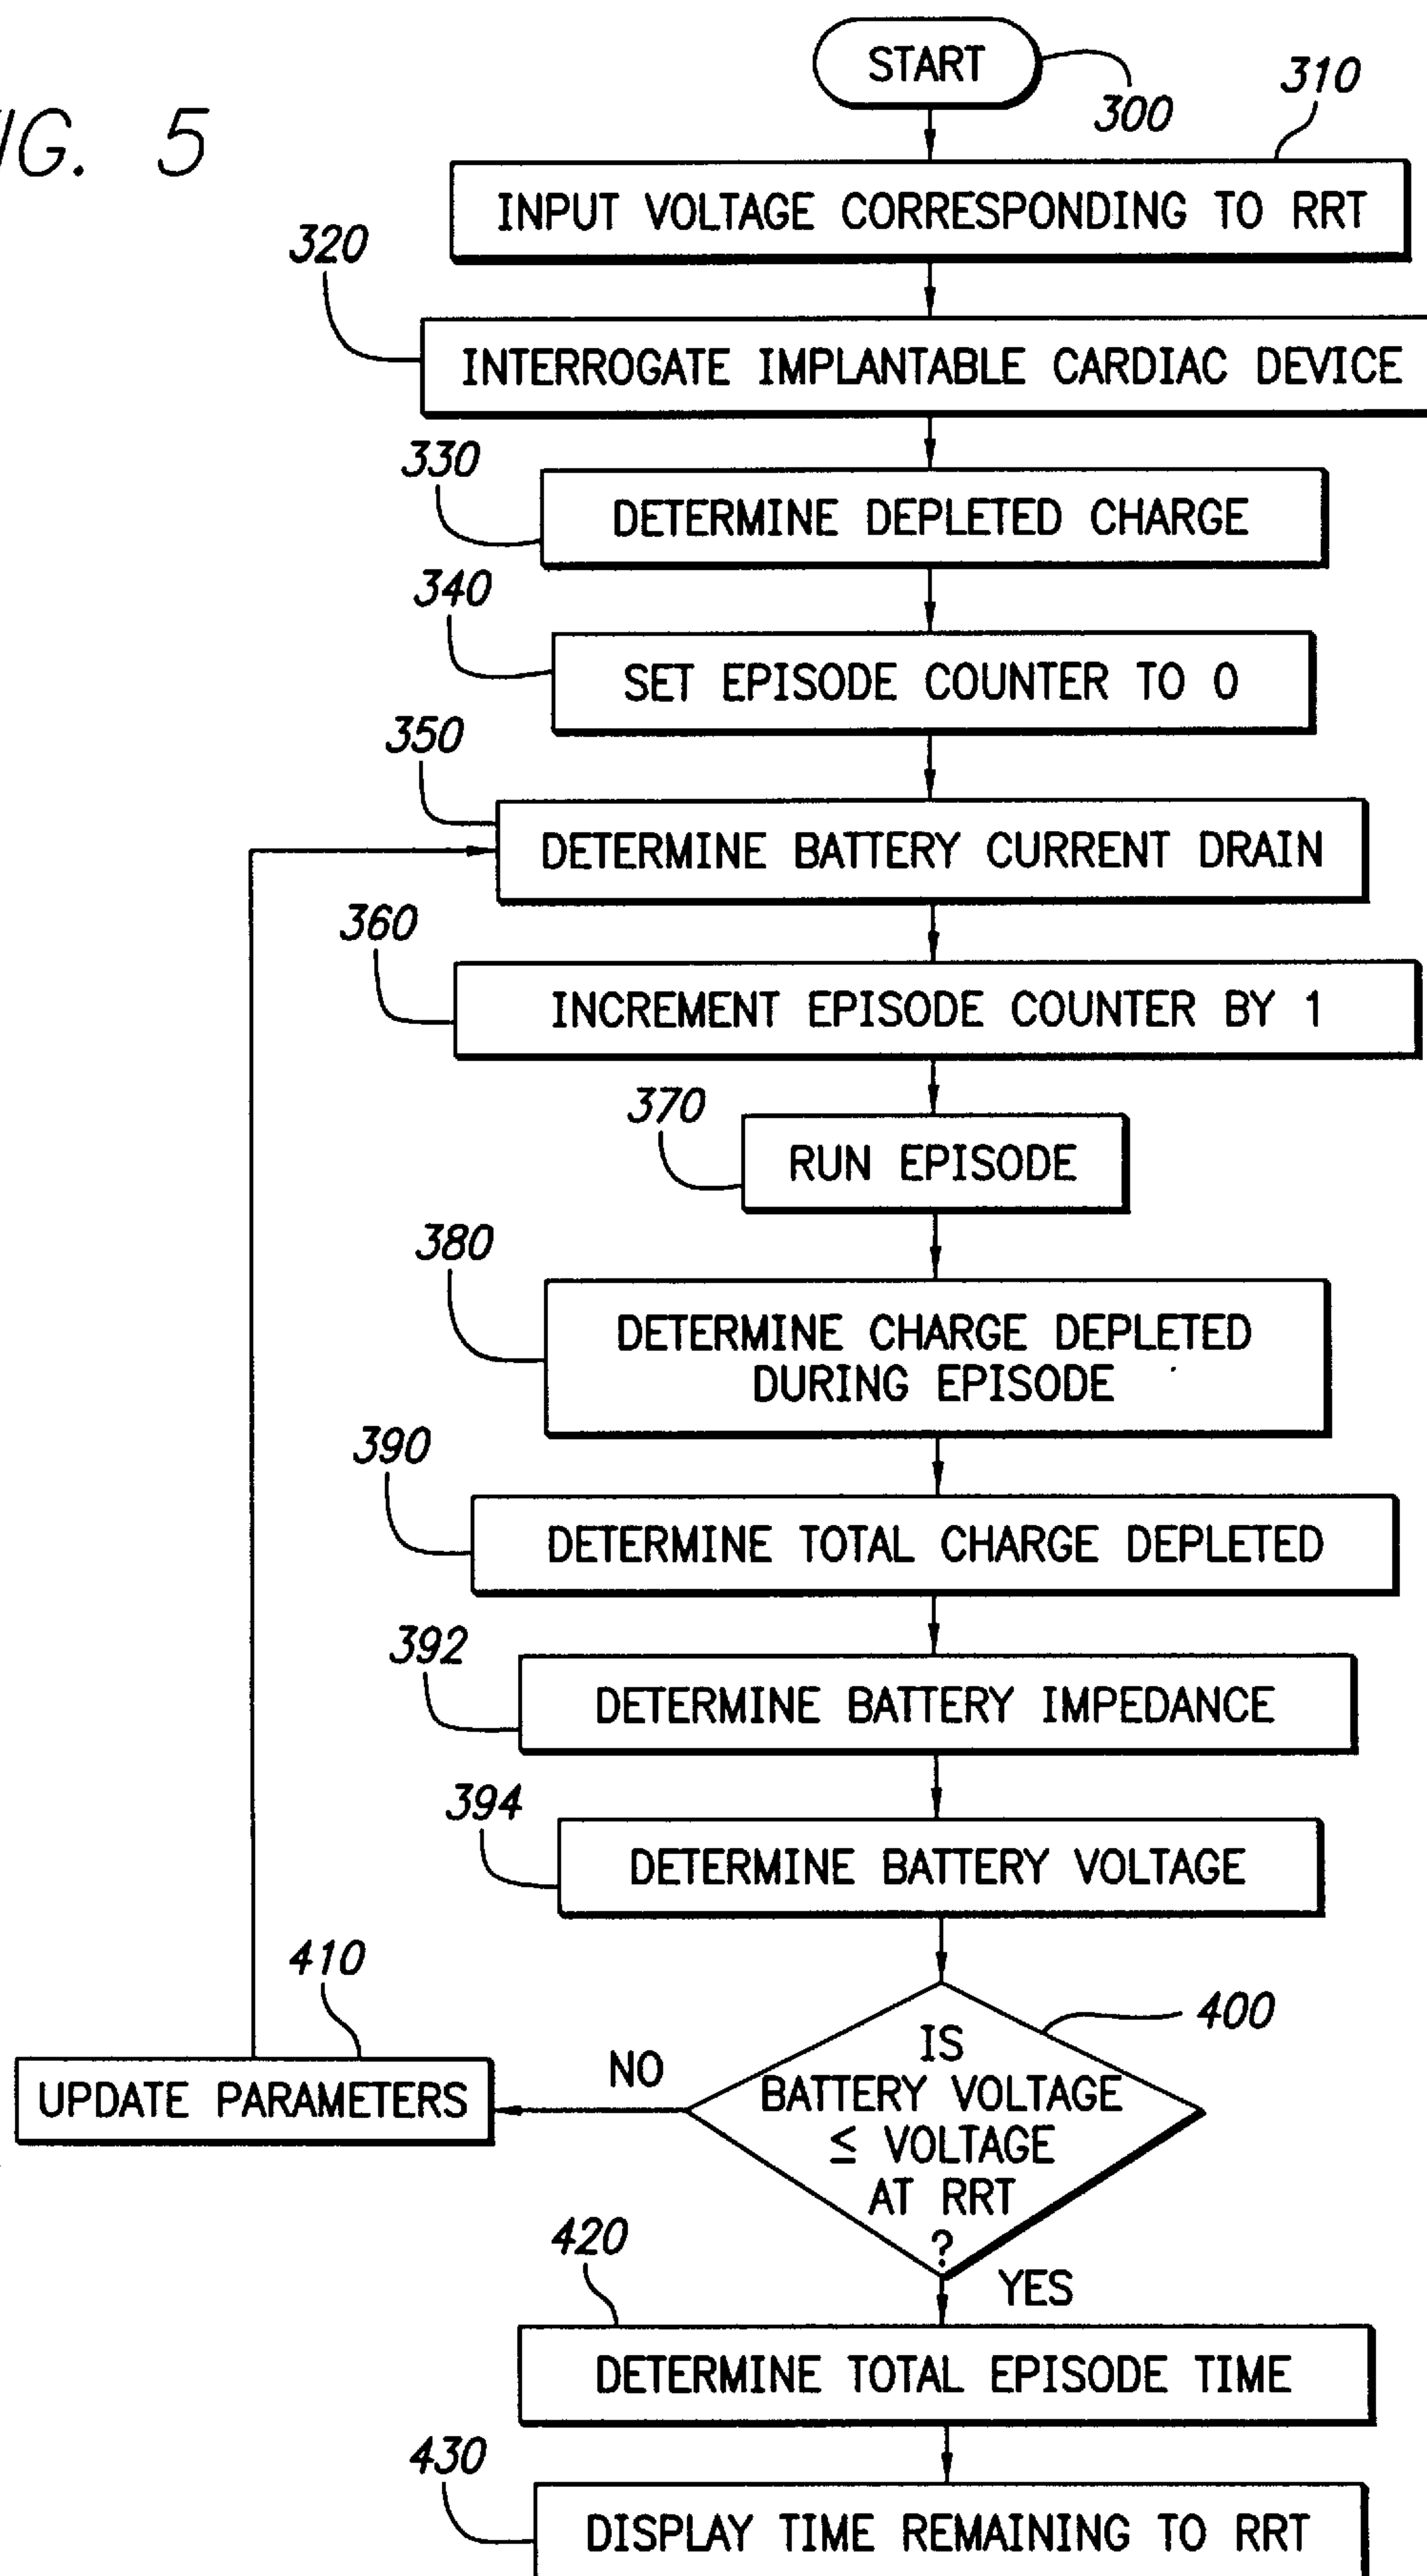 IG. 5
START
300
310
INPUT VOLTAGE CORRESPONDING TO RRT
320
INTERROGATE IMPLANTABLE CARDIAC DEVICE
330
DETERMINE DEPLETED CHARGE
340
SET EPISODE COUNTER TO 0
350
DETERMINE BATTERY CURRENT DRAIN
360
INCREMENT EPISODE COUNTER BY 1
370
RUN EPISODE
380
DETERMINE CHARGE DEPLETED
DURING EPISODE
390
DETERMINE TOTAL CHARGE DEPLETED
392
DETERMINE BATTERY IMPEDANCE
394
DETERMINE BATTERY VOLTAGE
400
IS
BATTERY VOLTAGE
≤ VOLTAGE
AT RRT
?
NO
410
UPDATE PARAMETERS
YES
420
DETERMINE TOTAL EPISODE TIME
430
DISPLAY TIME REMAINING TO RRT